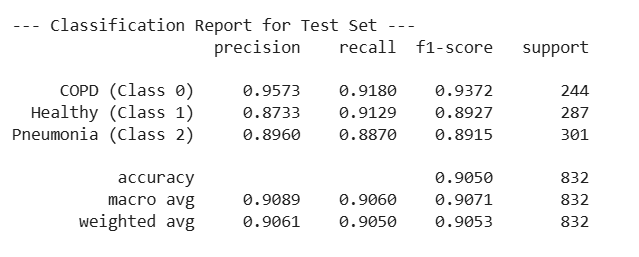 --- Classification Report for Test Set ---
precision recall f1-score support
COPD (Class 0) 0.9573 0.9180 0.9372 244
Healthy (Class 1) 0.8733 0.9129 0.8927 287
Pneumonia (Class 2) 0.8960 0.8870 0.8915 301
accuracy 0.9050 832
macro avg 0.9089 0.9060 0.9071 832
weighted avg 0.9061 0.9050 0.9053 832